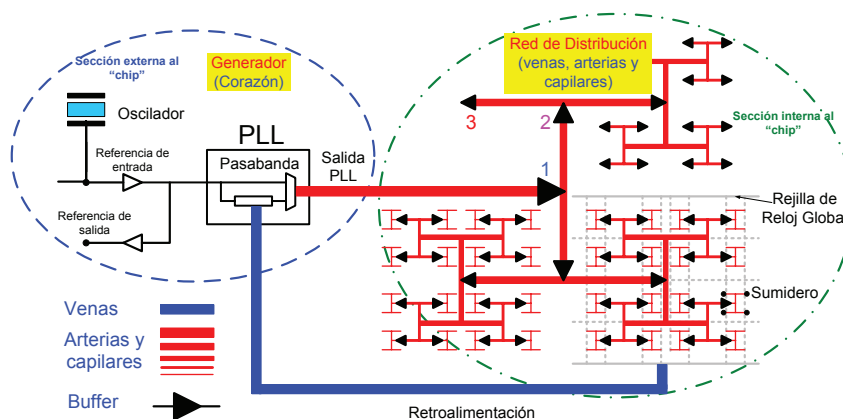 Sección externa al
“chip”
Generador
(Corazón)
Red de Distribución
(venas, arterias y
capilares)
Sección interna al
“chip”
Oscilador
PLL
Pasabanda
Referencia de
entrada
Salida
PLL
Referencia de
salida
3
2
1
Rejilla de
Reloj Global
Sumidero
Venas
Arterias y
capilares
Buffer
Retroalimentación